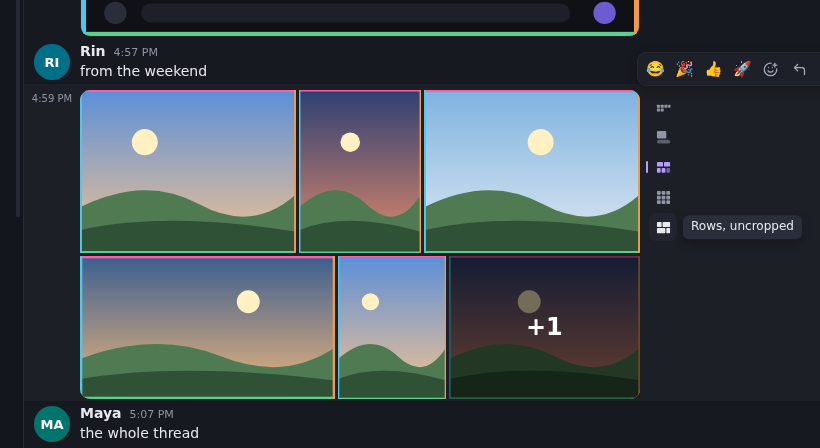 RI
Rin 4:57 PM
from the weekend
4:59 PM
Rows, uncropped
+1
MA
Maya 5:07 PM
the whole thread